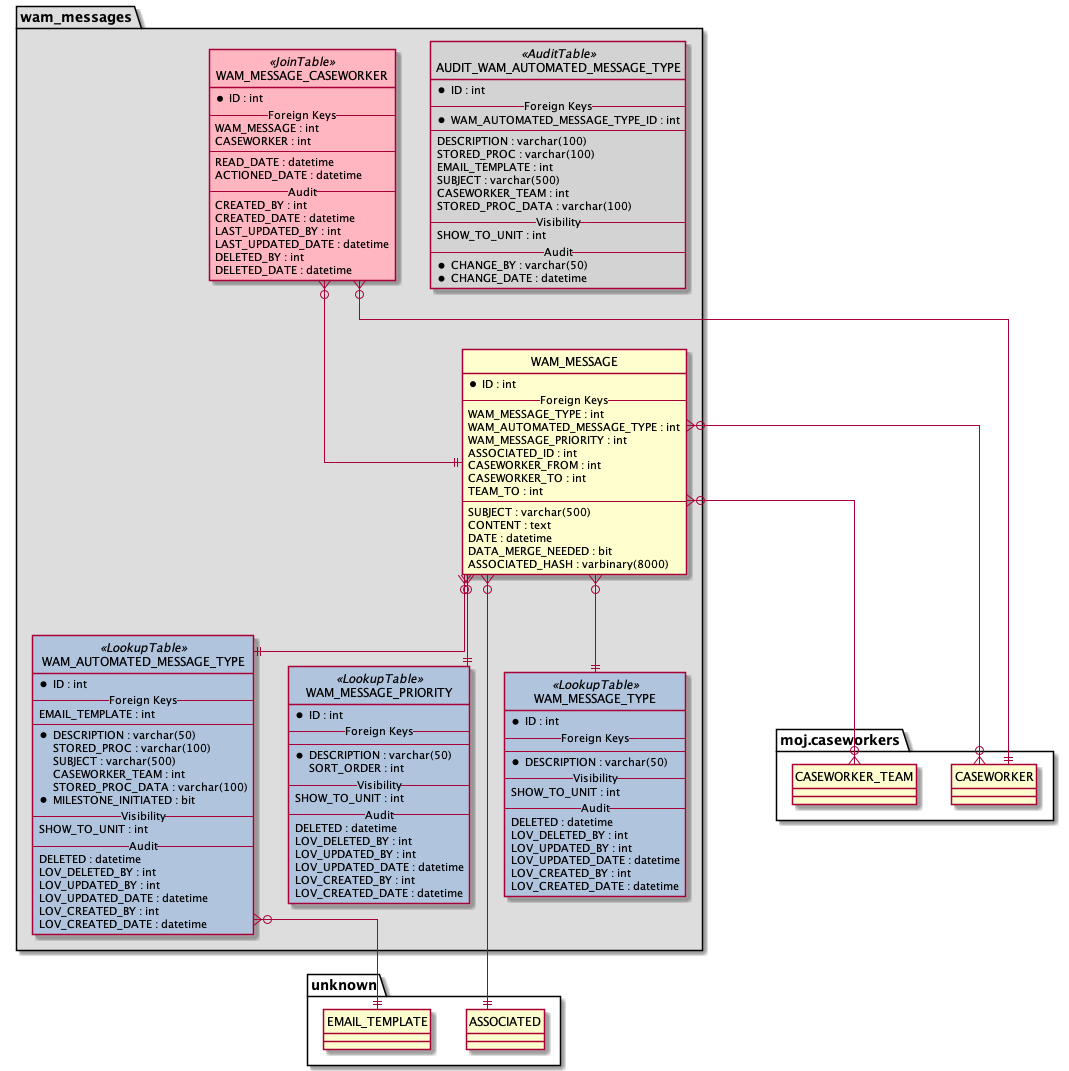 wam_messages
«JoinTable»
WAM_MESSAGE_CASEWORKER
ID : int
Foreign Keys
WAM_MESSAGE : int
CASEWORKER : int
READ_DATE : datetime
ACTIONED_DATE : datetime
Audit
CREATED_BY : int
CREATED_DATE : datetime
LAST_UPDATED_BY : int
LAST_UPDATED_DATE : datetime
DELETED_BY : int
DELETED_DATE : datetime
«AuditTable»
AUDIT_WAM_AUTOMATED_MESSAGE_TYPE
ID : int
Foreign Keys
WAM_AUTOMATED_MESSAGE_TYPE_ID : int
DESCRIPTION : varchar(100)
STORED_PROC : varchar(100)
EMAIL_TEMPLATE : int
SUBJECT : varchar(500)
CASEWORKER_TEAM : int
STORED_PROC_DATA : varchar(100)
Visibility
SHOW_TO_UNIT : int
Audit
CHANGE_BY : varchar(50)
CHANGE_DATE : datetime
WAM_MESSAGE
ID : int
Foreign Keys
WAM_MESSAGE_TYPE : int
WAM_AUTOMATED_MESSAGE_TYPE : int
WAM_MESSAGE_PRIORITY : int
ASSOCIATED_ID : int
CASEWORKER_FROM : int
CASEWORKER_TO : int
TEAM_TO : int
SUBJECT : varchar(500)
CONTENT : text
DATE : datetime
DATA_MERGE_NEEDED : bit
ASSOCIATED_HASH : varbinary(8000)
«LookupTable»
WAM_AUTOMATED_MESSAGE_TYPE
ID : int
Foreign Keys
EMAIL_TEMPLATE : int
DESCRIPTION : varchar(50)
STORED_PROC : varchar(100)
SUBJECT : varchar(500)
CASEWORKER_TEAM : int
STORED_PROC_DATA : varchar(100)
MILESTONE_INITIATED : bit
Visibility
SHOW_TO_UNIT : int
Audit
DELETED : datetime
LOV_DELETED_BY : int
LOV_UPDATED_BY : int
LOV_UPDATED_DATE : datetime
LOV_CREATED_BY : int
LOV_CREATED_DATE : datetime
«LookupTable»
WAM_MESSAGE_PRIORITY
ID : int
Foreign Keys
DESCRIPTION : varchar(50)
SORT_ORDER : int
Visibility
SHOW_TO_UNIT : int
Audit
DELETED : datetime
LOV_DELETED_BY : int
LOV_UPDATED_BY : int
LOV_UPDATED_DATE : datetime
LOV_CREATED_BY : int
LOV_CREATED_DATE : datetime
«LookupTable»
WAM_MESSAGE_TYPE
ID : int
Foreign Keys
DESCRIPTION : varchar(50)
Visibility
SHOW_TO_UNIT : int
Audit
DELETED : datetime
LOV_DELETED_BY : int
LOV_UPDATED_BY : int
LOV_UPDATED_DATE : datetime
LOV_CREATED_BY : int
LOV_CREATED_DATE : datetime
moj.caseworkers
CASEWORKER_TEAM
CASEWORKER
unknown
EMAIL_TEMPLATE
ASSOCIATED